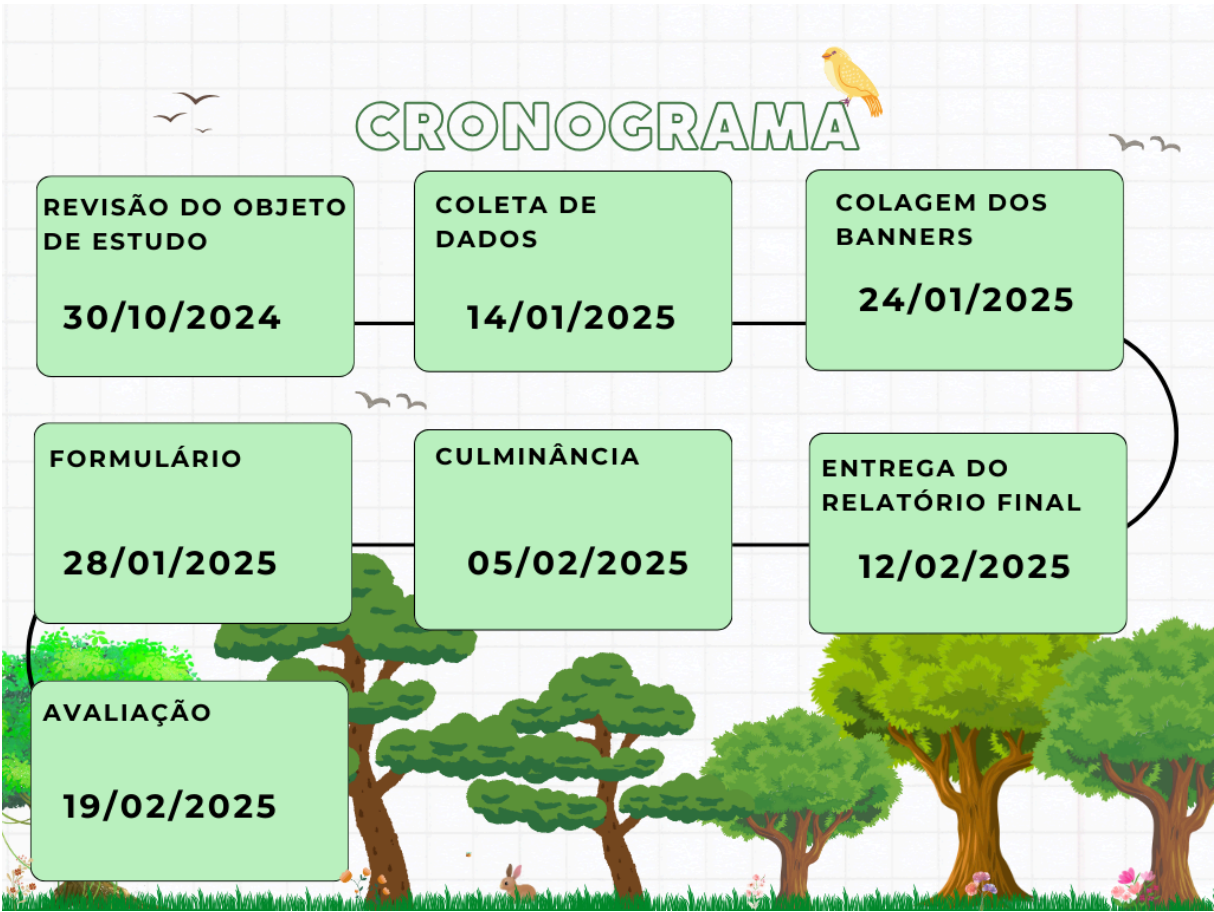 CRONOGRAMA
REVISÃO DO OBJETO
DE ESTUDO
30/10/2024
COLETA DE
DADOS
14/01/2025
COLAGEM DOS
BANNERS
24/01/2025
FORMULÁRIO
28/01/2025
CULMINÂNCIA
05/02/2025
ENTREGA DO
RELATÓRIO FINAL
12/02/2025
AVALIAÇÃO
19/02/2025